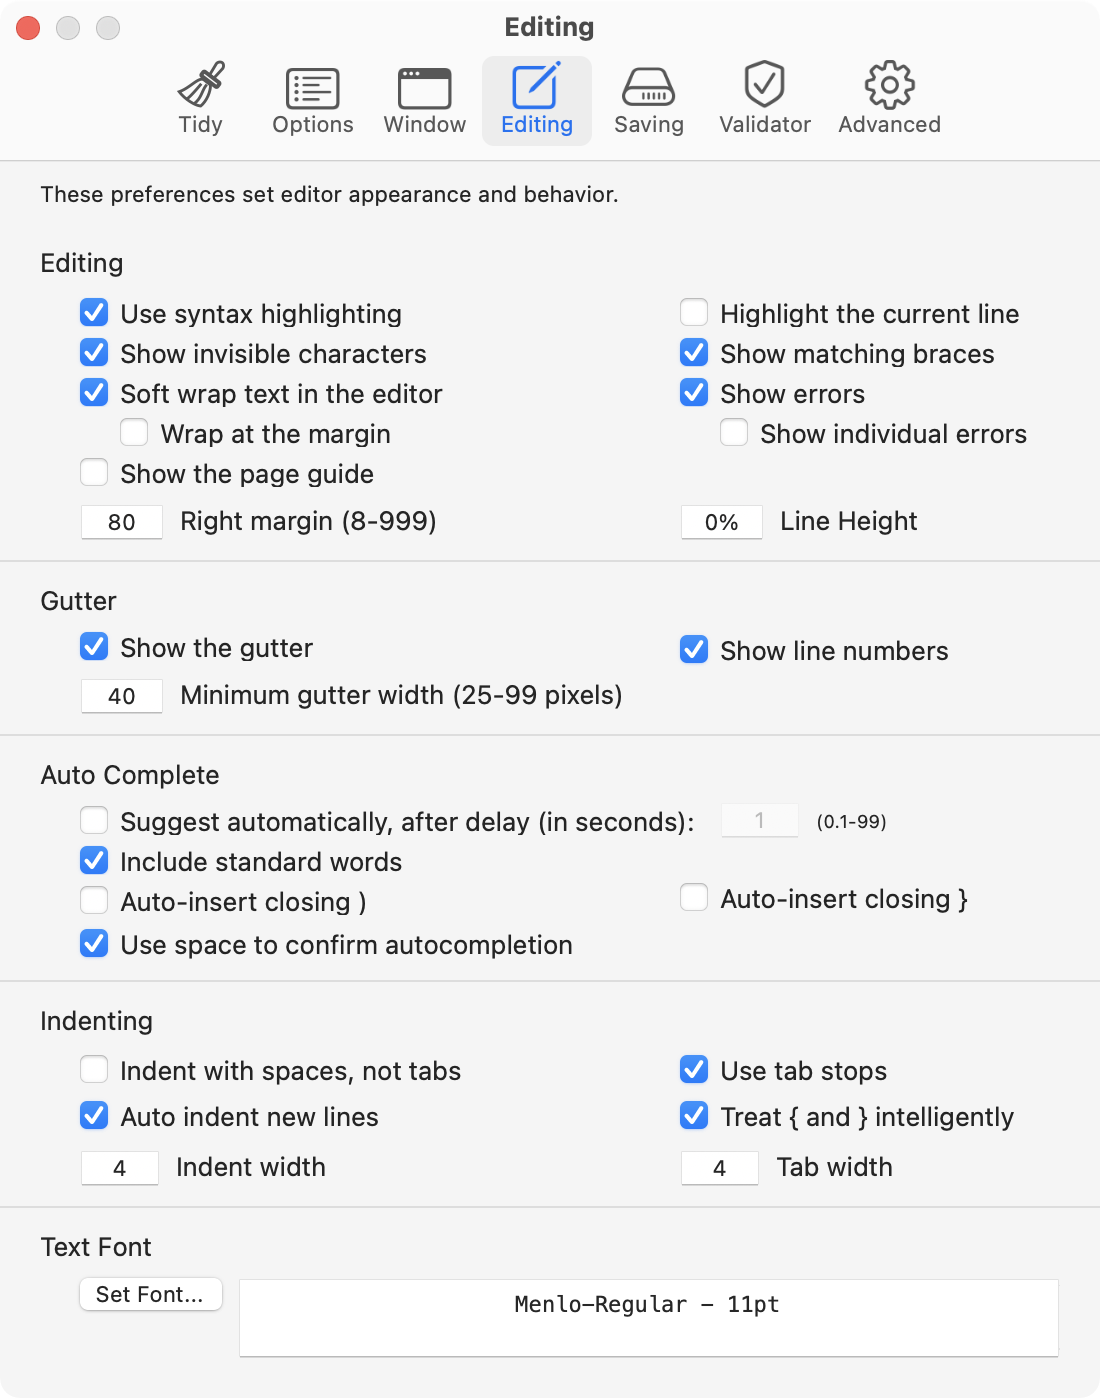 Editing
Tidy Options Window Editing Saving Validator Advanced
These preferences set editor appearance and behavior.
Editing
Use syntax highlighting
Highlight the current line
Show invisible characters
Show matching braces
Soft wrap text in the editor
Show errors
Wrap at the margin
Show individual errors
Show the page guide
80 Right margin (8-999)
0% Line Height
Gutter
Show the gutter
Show line numbers
40 Minimum gutter width (25-99 pixels)
Auto Complete
Suggest automatically, after delay (in seconds): 1 (0.1-99)
Include standard words
Auto-insert closing )
Auto-insert closing }
Use space to confirm autocompletion
Indenting
Indent with spaces, not tabs
Use tab stops
Auto indent new lines
Treat { and } intelligently
4 Indent width
4 Tab width
Text Font
Set Font...
Menlo-Regular - 11pt